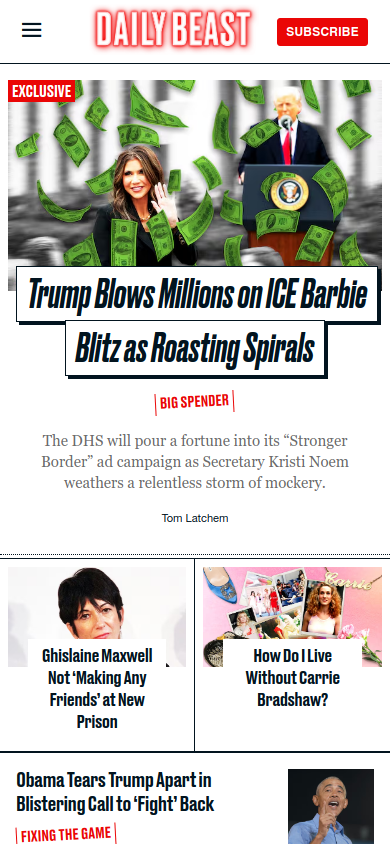 DAILY BEAST
SUBSCRIBE
EXCLUSIVE
Trump Blows Millions on ICE Barbie
Blitz as Roasting Spirals
BIG SPENDER
The DHS will pour a fortune into its “Stronger
Border” ad campaign as Secretary Kristi Noem
weathers a relentless storm of mockery.
Tom Latchem
Ghislaine Maxwell
Not ‘Making Any
Friends’ at New
Prison
Carrie
How Do I Live
Without Carrie
Bradshaw?
Obama Tears Trump Apart in
Blistering Call to ‘Fight’ Back
FIXING THE GAME